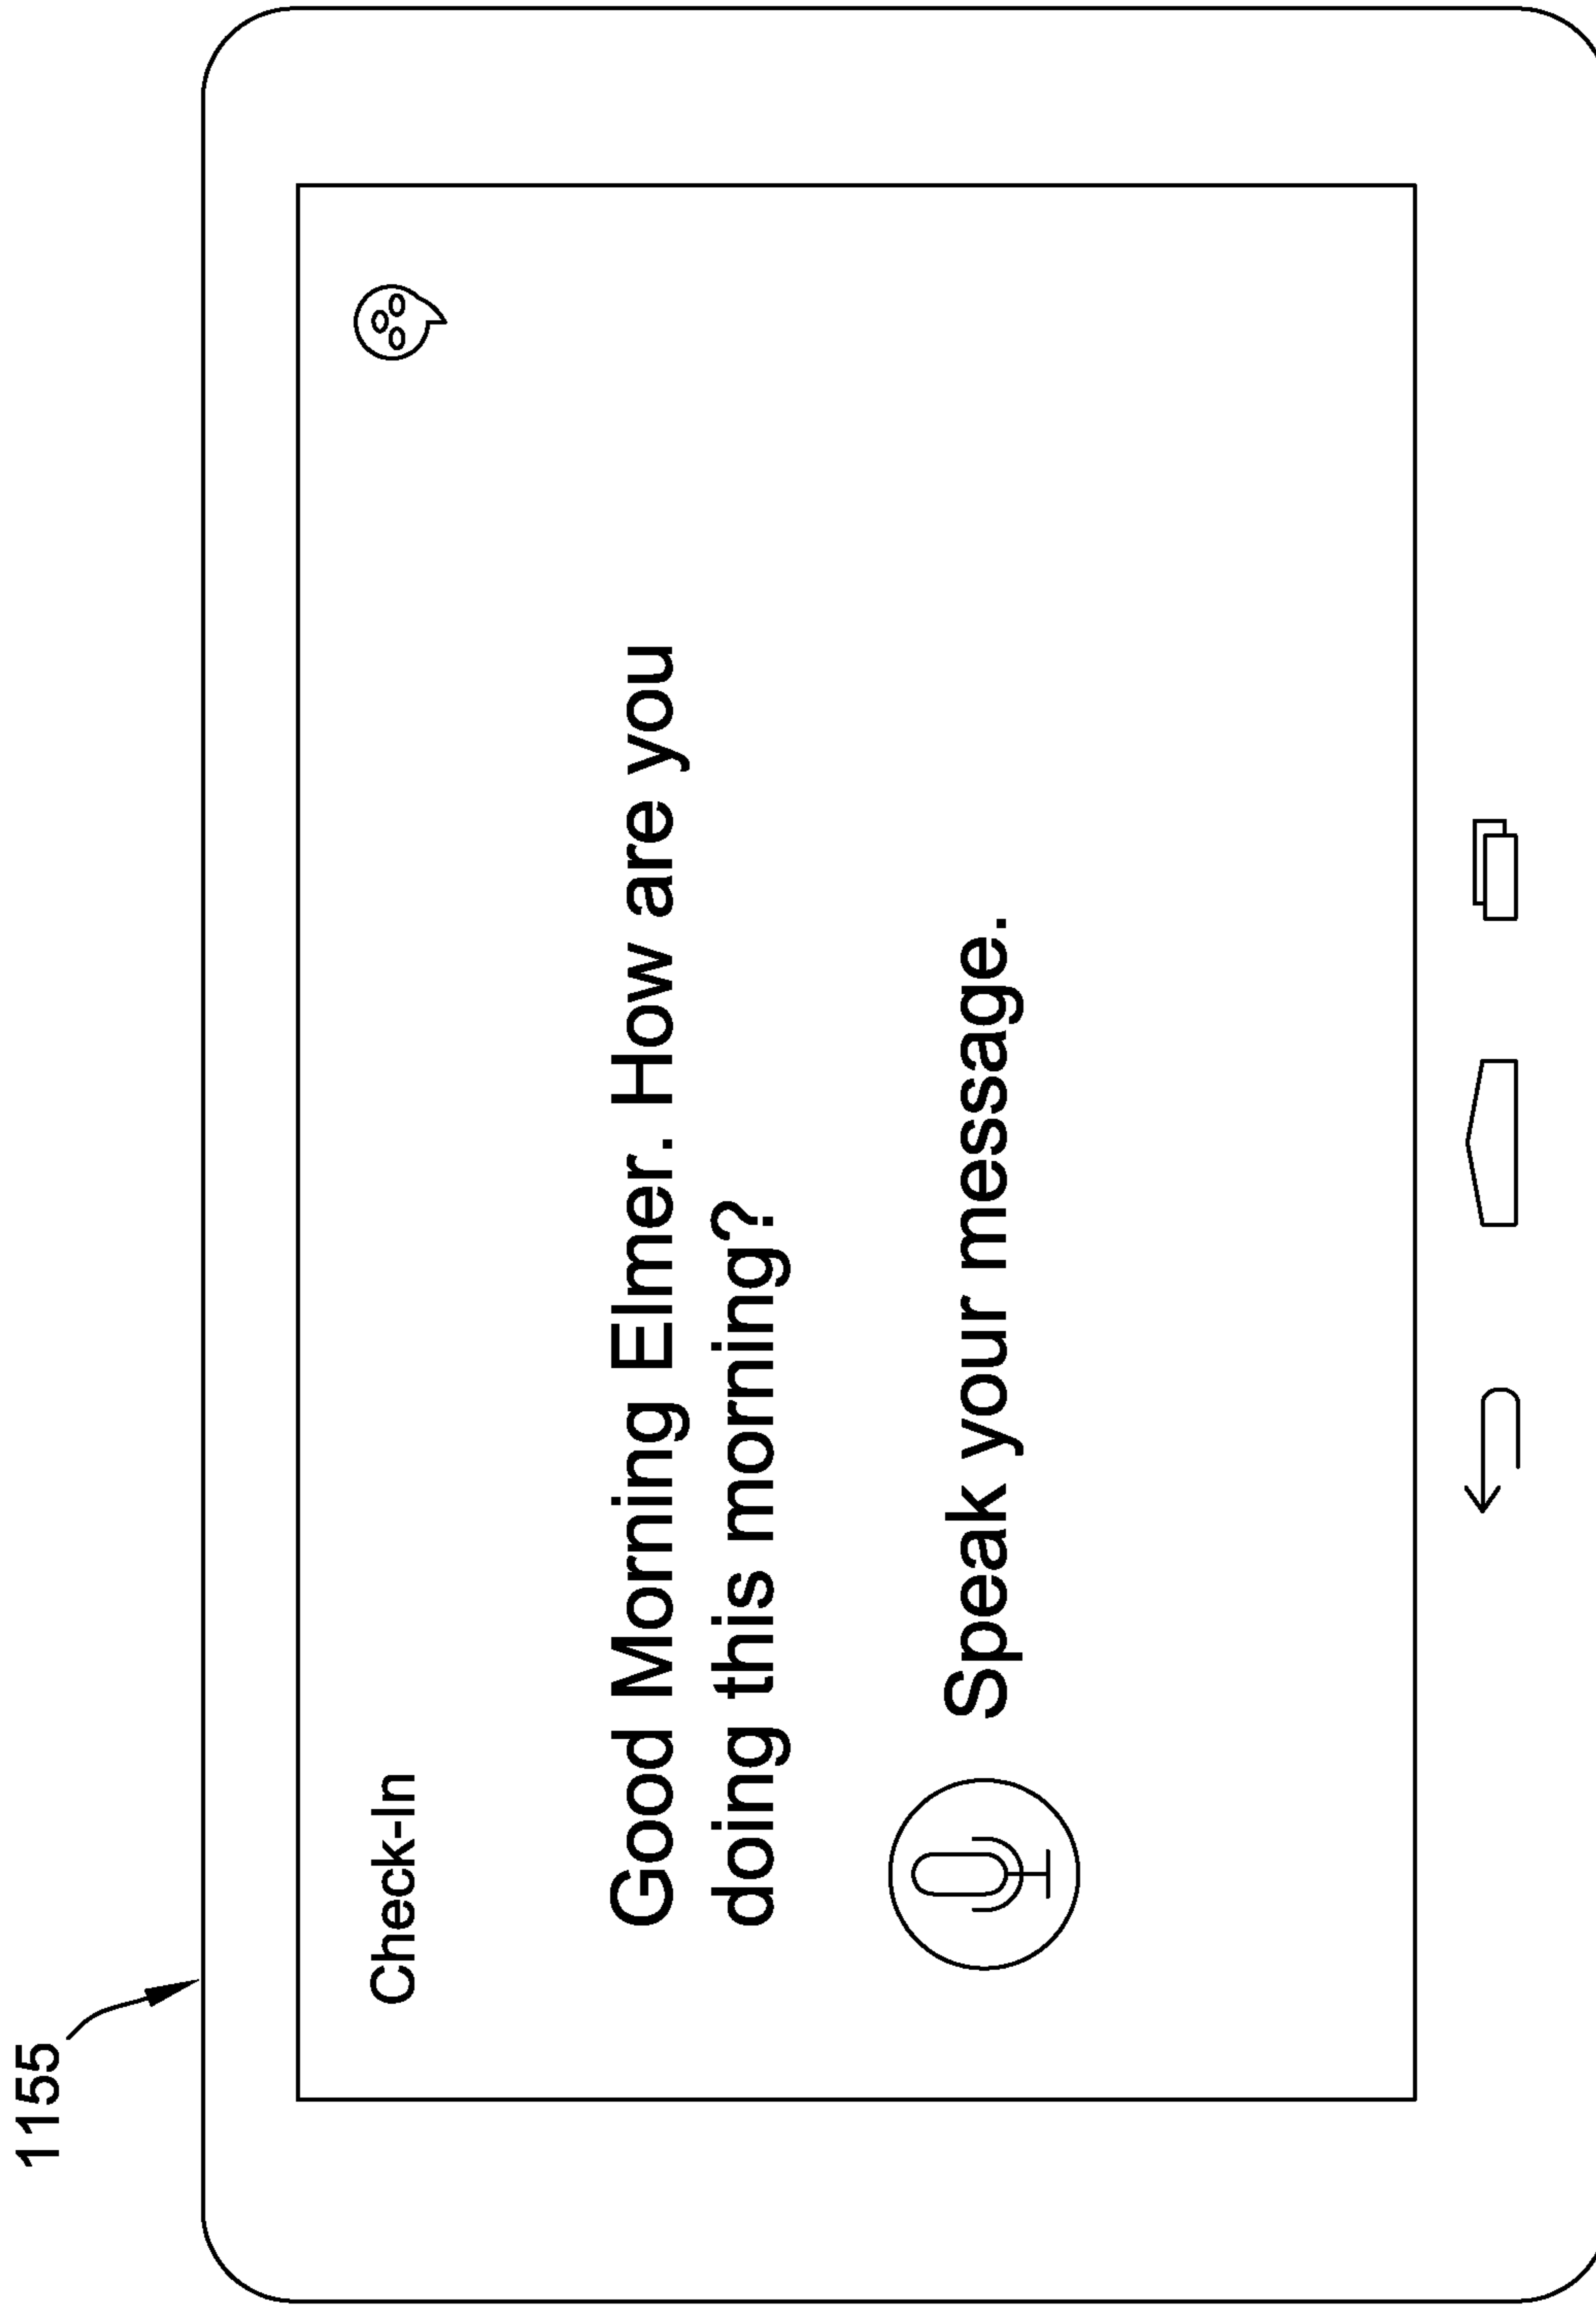 1155
Check-In
Good Morning Elmer. How are you
doing this morning?
Speak your message.